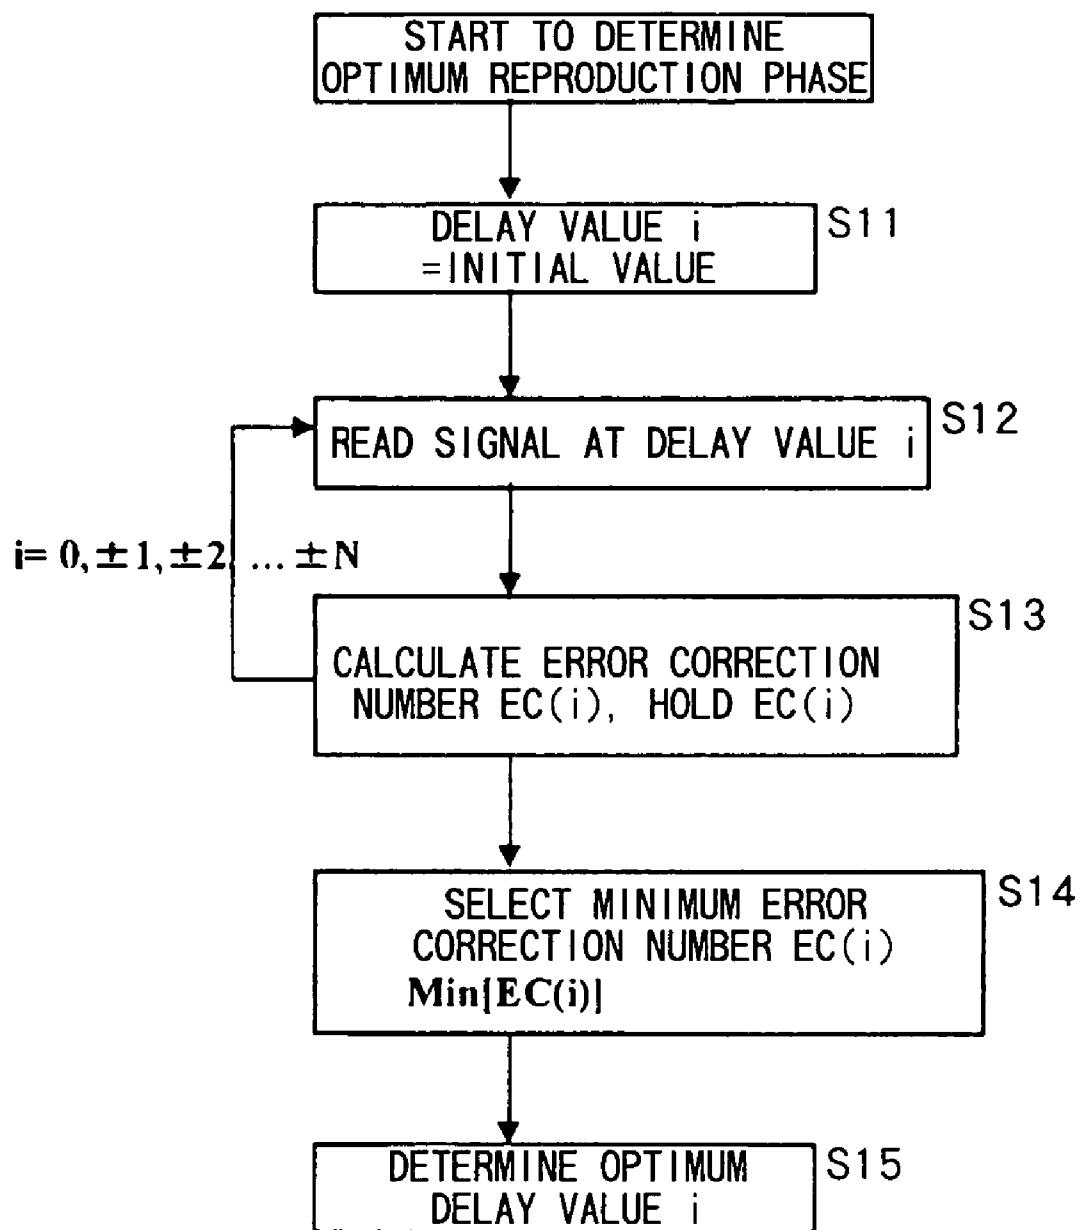 START TO DETERMINE
OPTIMUM REPRODUCTION PHASE
DELAY VALUE i
=INITIAL VALUE
S11
READ SIGNAL AT DELAY VALUE i
S12
i= 0, ±1, ±2 ... ±N
CALCULATE ERROR CORRECTION
NUMBER EC(i), HOLD EC(i)
S13
SELECT MINIMUM ERROR
CORRECTION NUMBER EC(i)
Min[EC(i)]
S14
DETERMINE OPTIMUM
DELAY VALUE i
S15